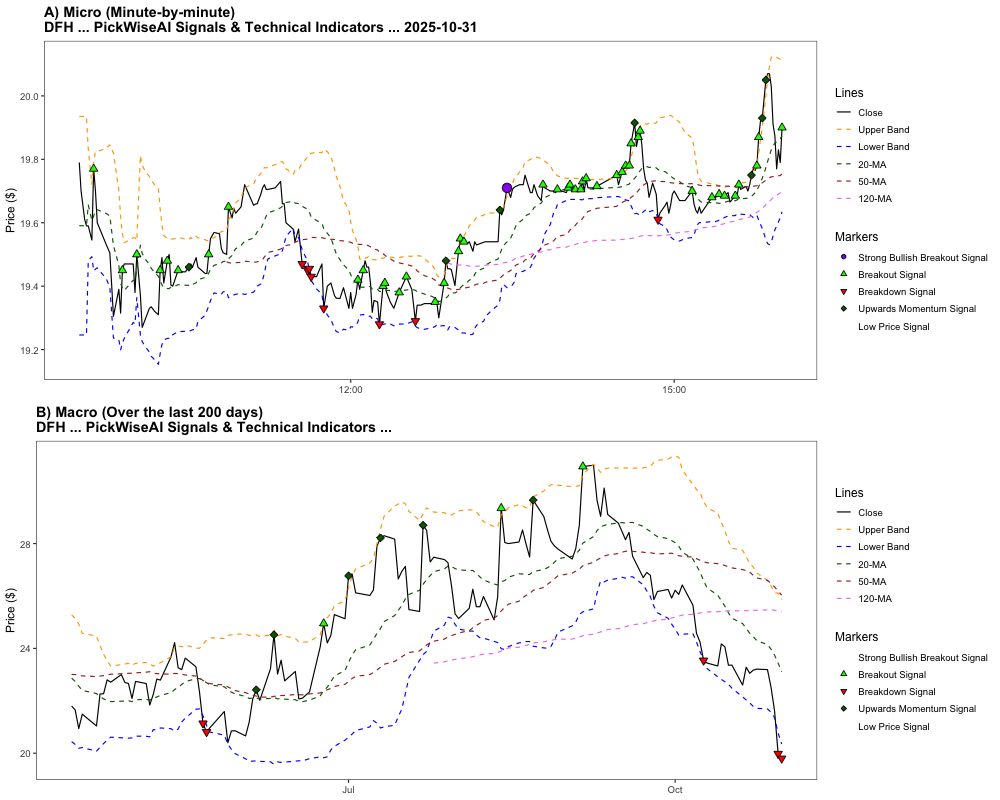 A) Micro (Minute-by-minute)
DFH ... PickWiseAI Signals & Technical Indicators ... 2025-10-31
Price ($)
20.0
19.8
19.6
19.4
19.2
12:00
15:00
Lines
Close
Upper Band
Lower Band
20-MA
50-MA
120-MA
Markers
Strong Bullish Breakout Signal
Breakout Signal
Breakdown Signal
Upwards Momentum Signal
Low Price Signal
B) Macro (Over the last 200 days)
DFH ... PickWiseAI Signals & Technical Indicators ...
Price ($)
28
24
20
Jul
Oct
Lines
Close
Upper Band
Lower Band
20-MA
50-MA
120-MA
Markers
Strong Bullish Breakout Signal
Breakout Signal
Breakdown Signal
Upwards Momentum Signal
Low Price Signal